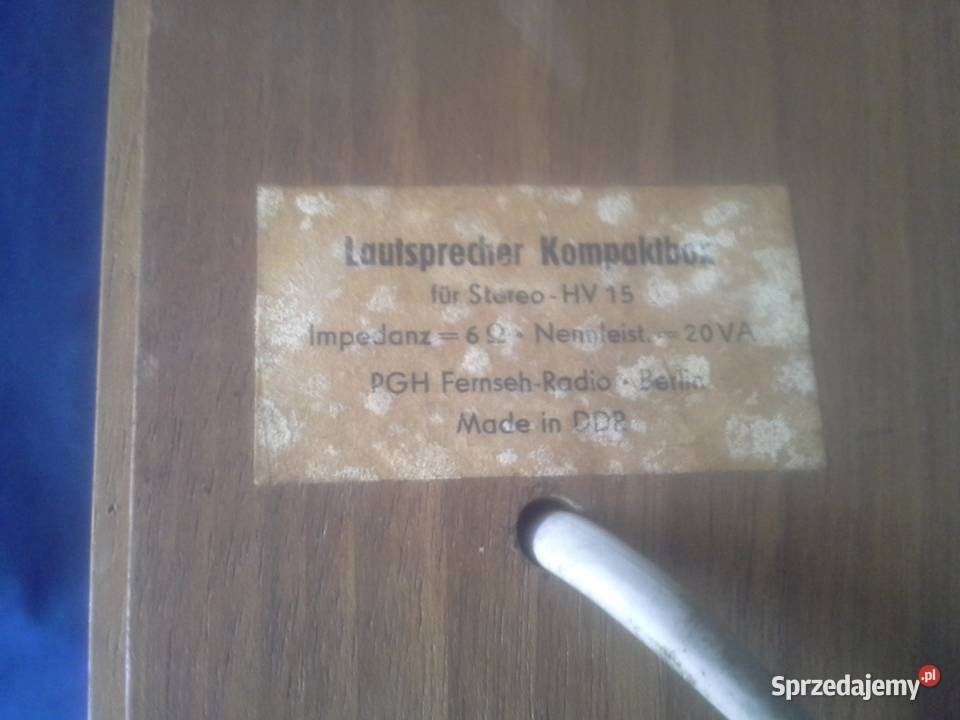 Lautsprecher Kompaktbox
für Stereo-HV 15
Impedanz = 6 Ω · Nennleist. = 20 VA
PGH Fernseh-Radio · Berlin
Made in DDR
Sprzedajemy.pl